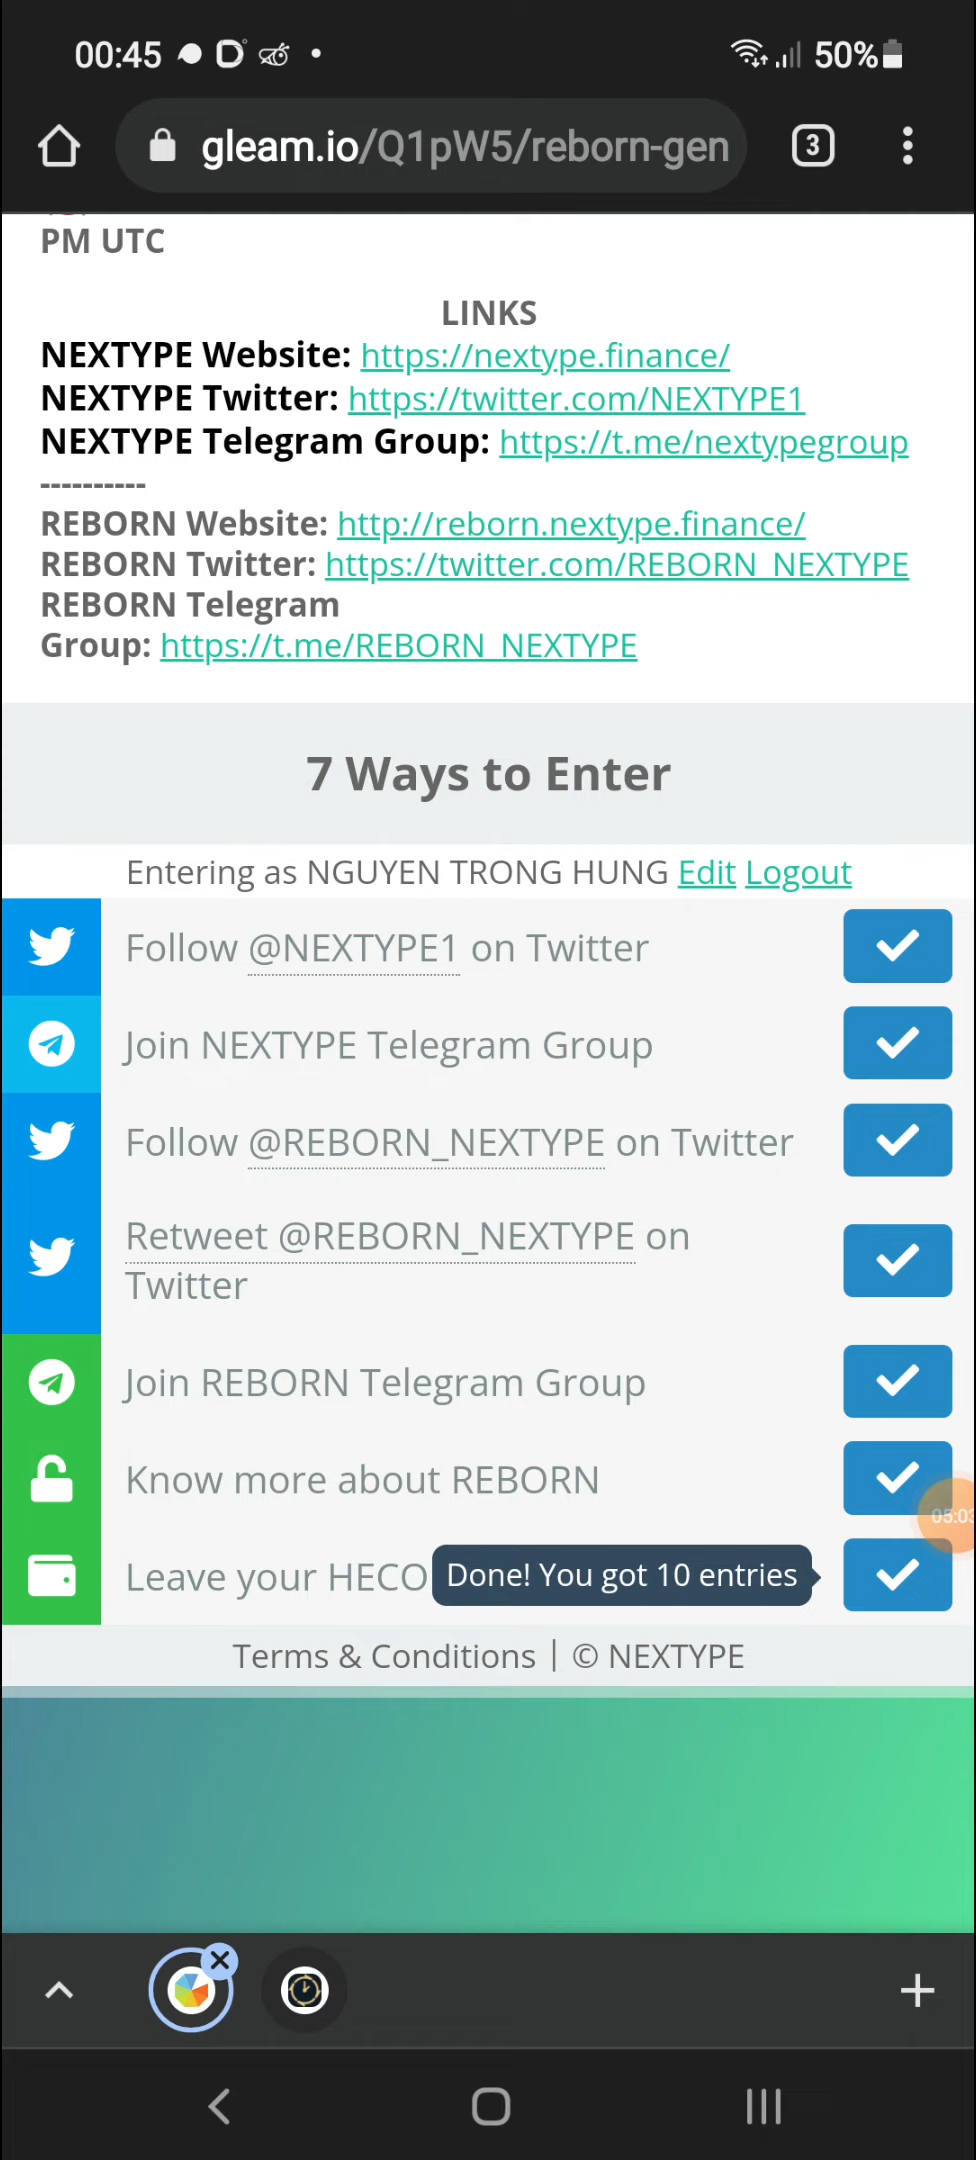 00:45
50%
gleam.io/Q1pW5/reborn-gen
3
PM UTC
LINKS
NEXTYPE Website: https://nextype.finance/
NEXTYPE Twitter: https://twitter.com/NEXTYPE1
NEXTYPE Telegram Group: https://t.me/nextypegroup
----------
REBORN Website: http://reborn.nextype.finance/
REBORN Twitter: https://twitter.com/REBORN_NEXTYPE
REBORN Telegram
Group: https://t.me/REBORN_NEXTYPE
7 Ways to Enter
Entering as NGUYEN TRONG HUNG Edit Logout
Follow @NEXTYPE1 on Twitter
Join NEXTYPE Telegram Group
Follow @REBORN_NEXTYPE on Twitter
Retweet @REBORN_NEXTYPE on
Twitter
Join REBORN Telegram Group
Know more about REBORN
05:03
Leave your HECO Done! You got 10 entries
Terms & Conditions | © NEXTYPE